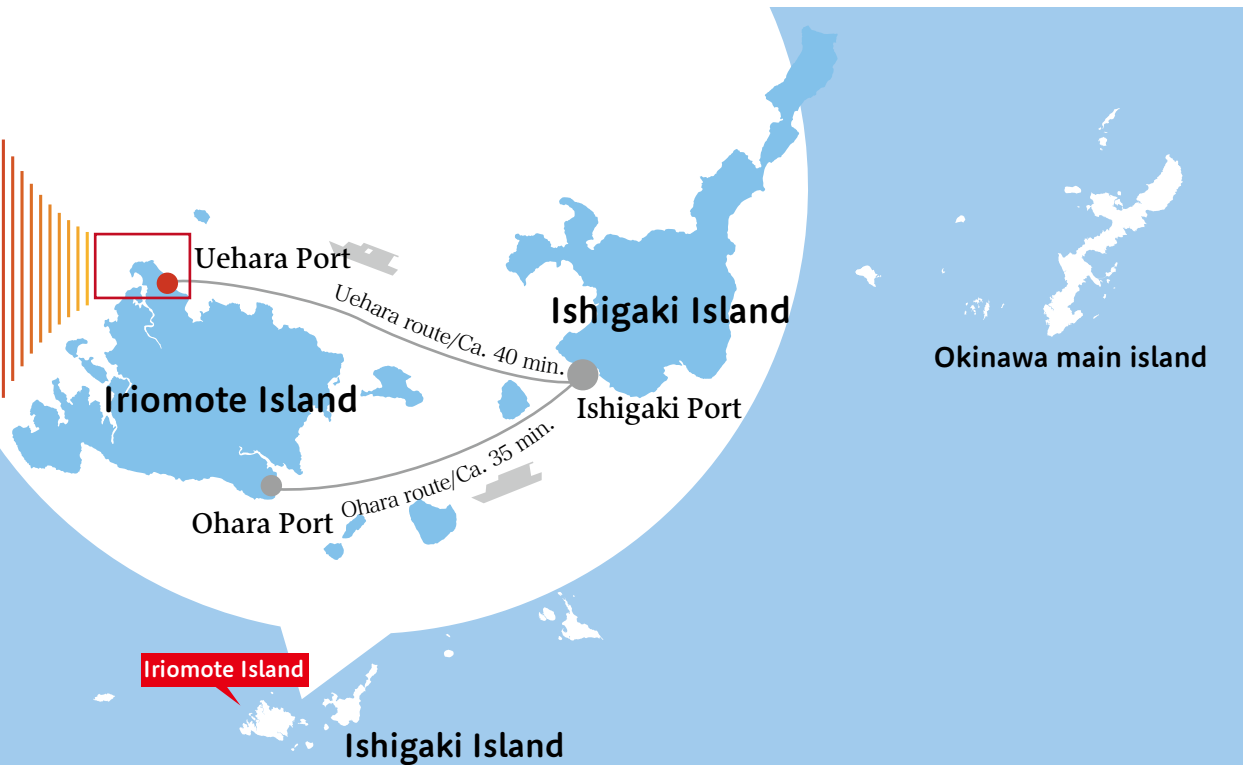 Uehara Port
Uehara route/Ca. 40 min.
Ishigaki Island
Okinawa main island
Iriomote Island
Ishigaki Port
Ohara route/Ca. 35 min.
Ohara Port
Iriomote Island
Ishigaki Island